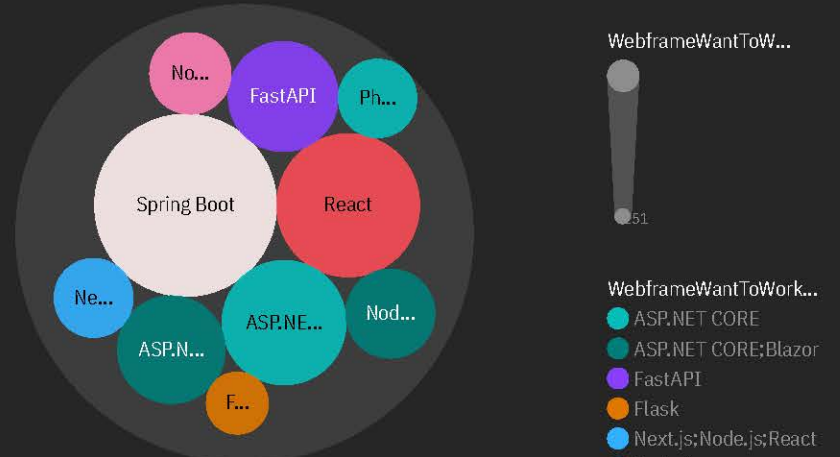 No...
FastAPI
Ph...
Spring Boot
React
Ne...
ASP.N...
ASP.NE...
Nod...
F...
WebframeWantToW...
51
WebframeWantToWork...
ASP.NET CORE
ASP.NET CORE;Blazor
FastAPI
Flask
Next.js;Node.js;React